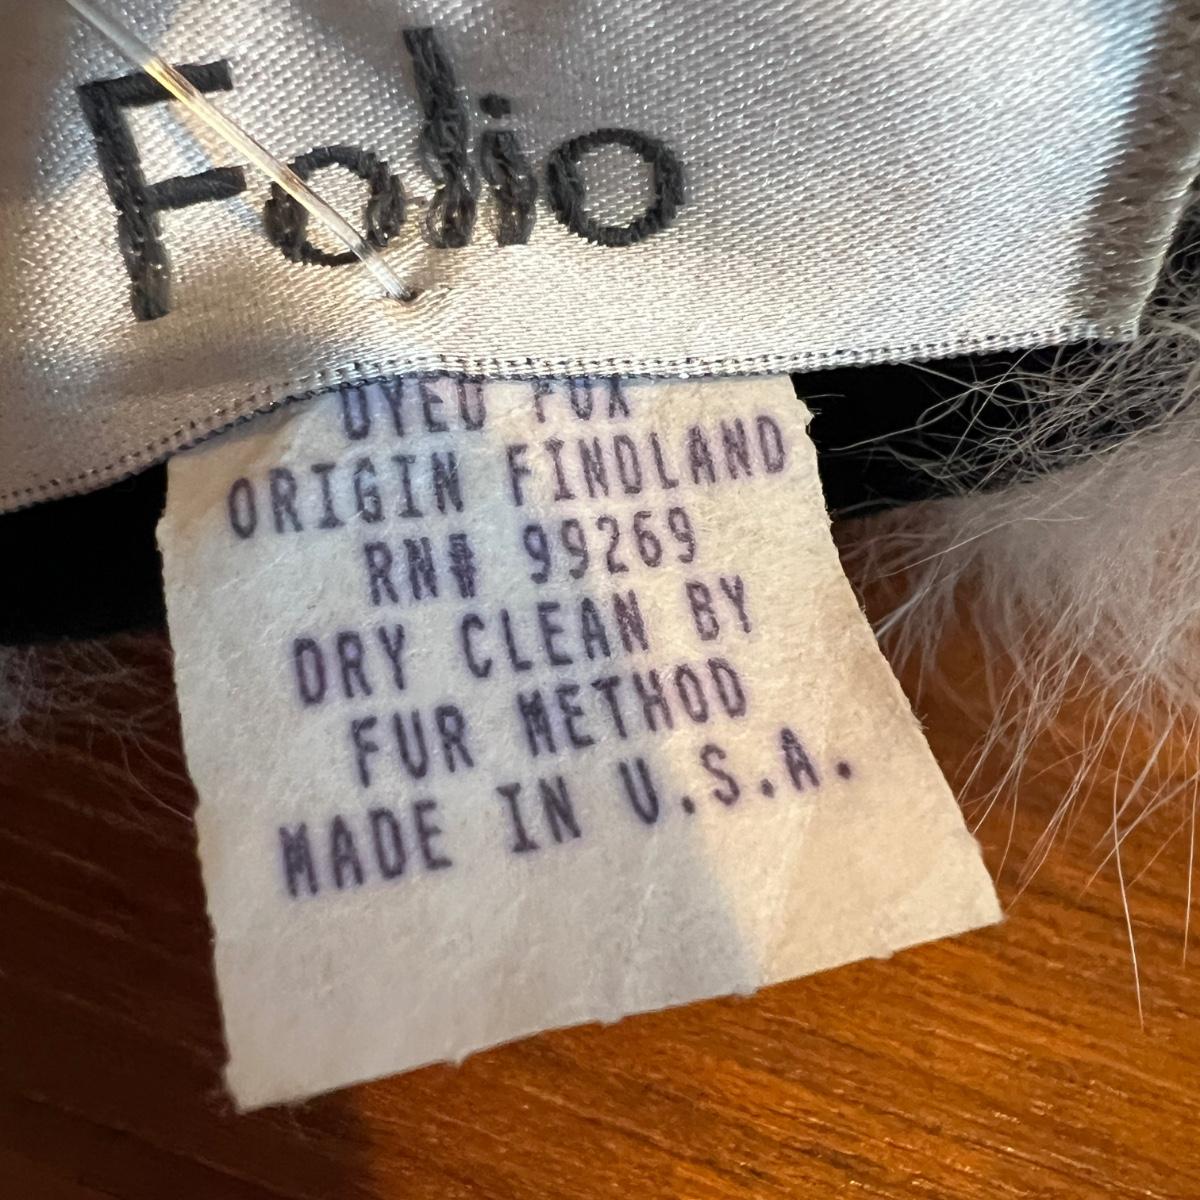 Folio
DYED FOX
ORIGIN FINDLAND
RN# 99269
DRY CLEAN BY
FUR METHOD
MADE IN U.S.A.